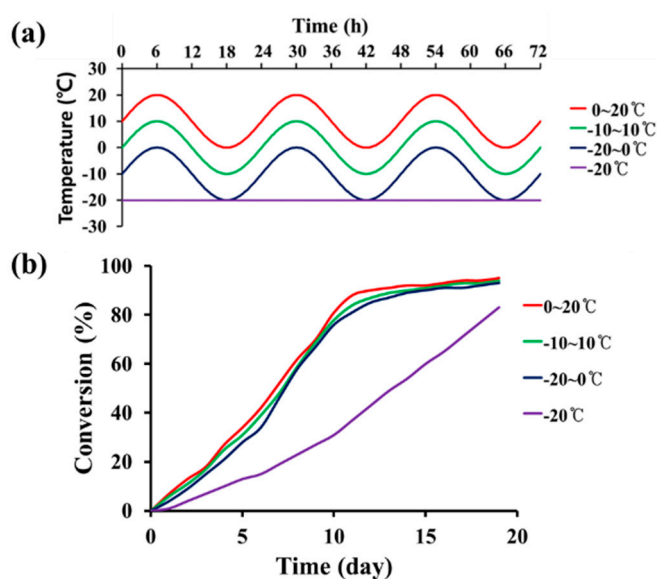 (a)
Time (h)
0 6 12 18 24 30 36 42 48 54 60 66 72
Temperature (℃)
30
20
10
0
-10
-20
-30
0~20℃
-10~10℃
-20~0℃
-20℃
(b)
Conversion (%)
100
80
60
40
20
0
0~20℃
-10~10℃
-20~0℃
-20℃
0 5 10 15 20
Time (day)